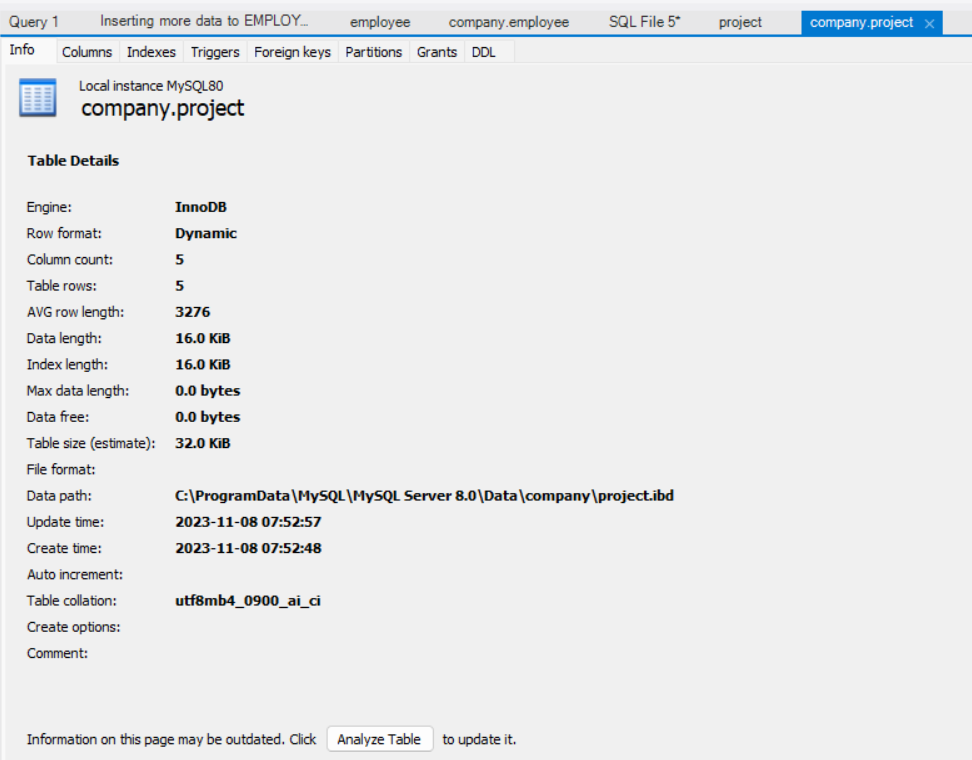 Query 1 Inserting more data to EMPLOY... employee company.employee SQL File 5* project company.project ×
Info Columns Indexes Triggers Foreign keys Partitions Grants DDL
Local instance MySQL80
company.project
Table Details
Engine: InnoDB
Row format: Dynamic
Column count: 5
Table rows: 5
AVG row length: 3276
Data length: 16.0 KiB
Index length: 16.0 KiB
Max data length: 0.0 bytes
Data free: 0.0 bytes
Table size (estimate): 32.0 KiB
File format:
Data path: C:\ProgramData\MySQL\MySQL Server 8.0\Data\company\project.ibd
Update time: 2023-11-08 07:52:57
Create time: 2023-11-08 07:52:48
Auto increment:
Table collation: utf8mb4_0900_ai_ci
Create options:
Comment:
Information on this page may be outdated. Click Analyze Table to update it.